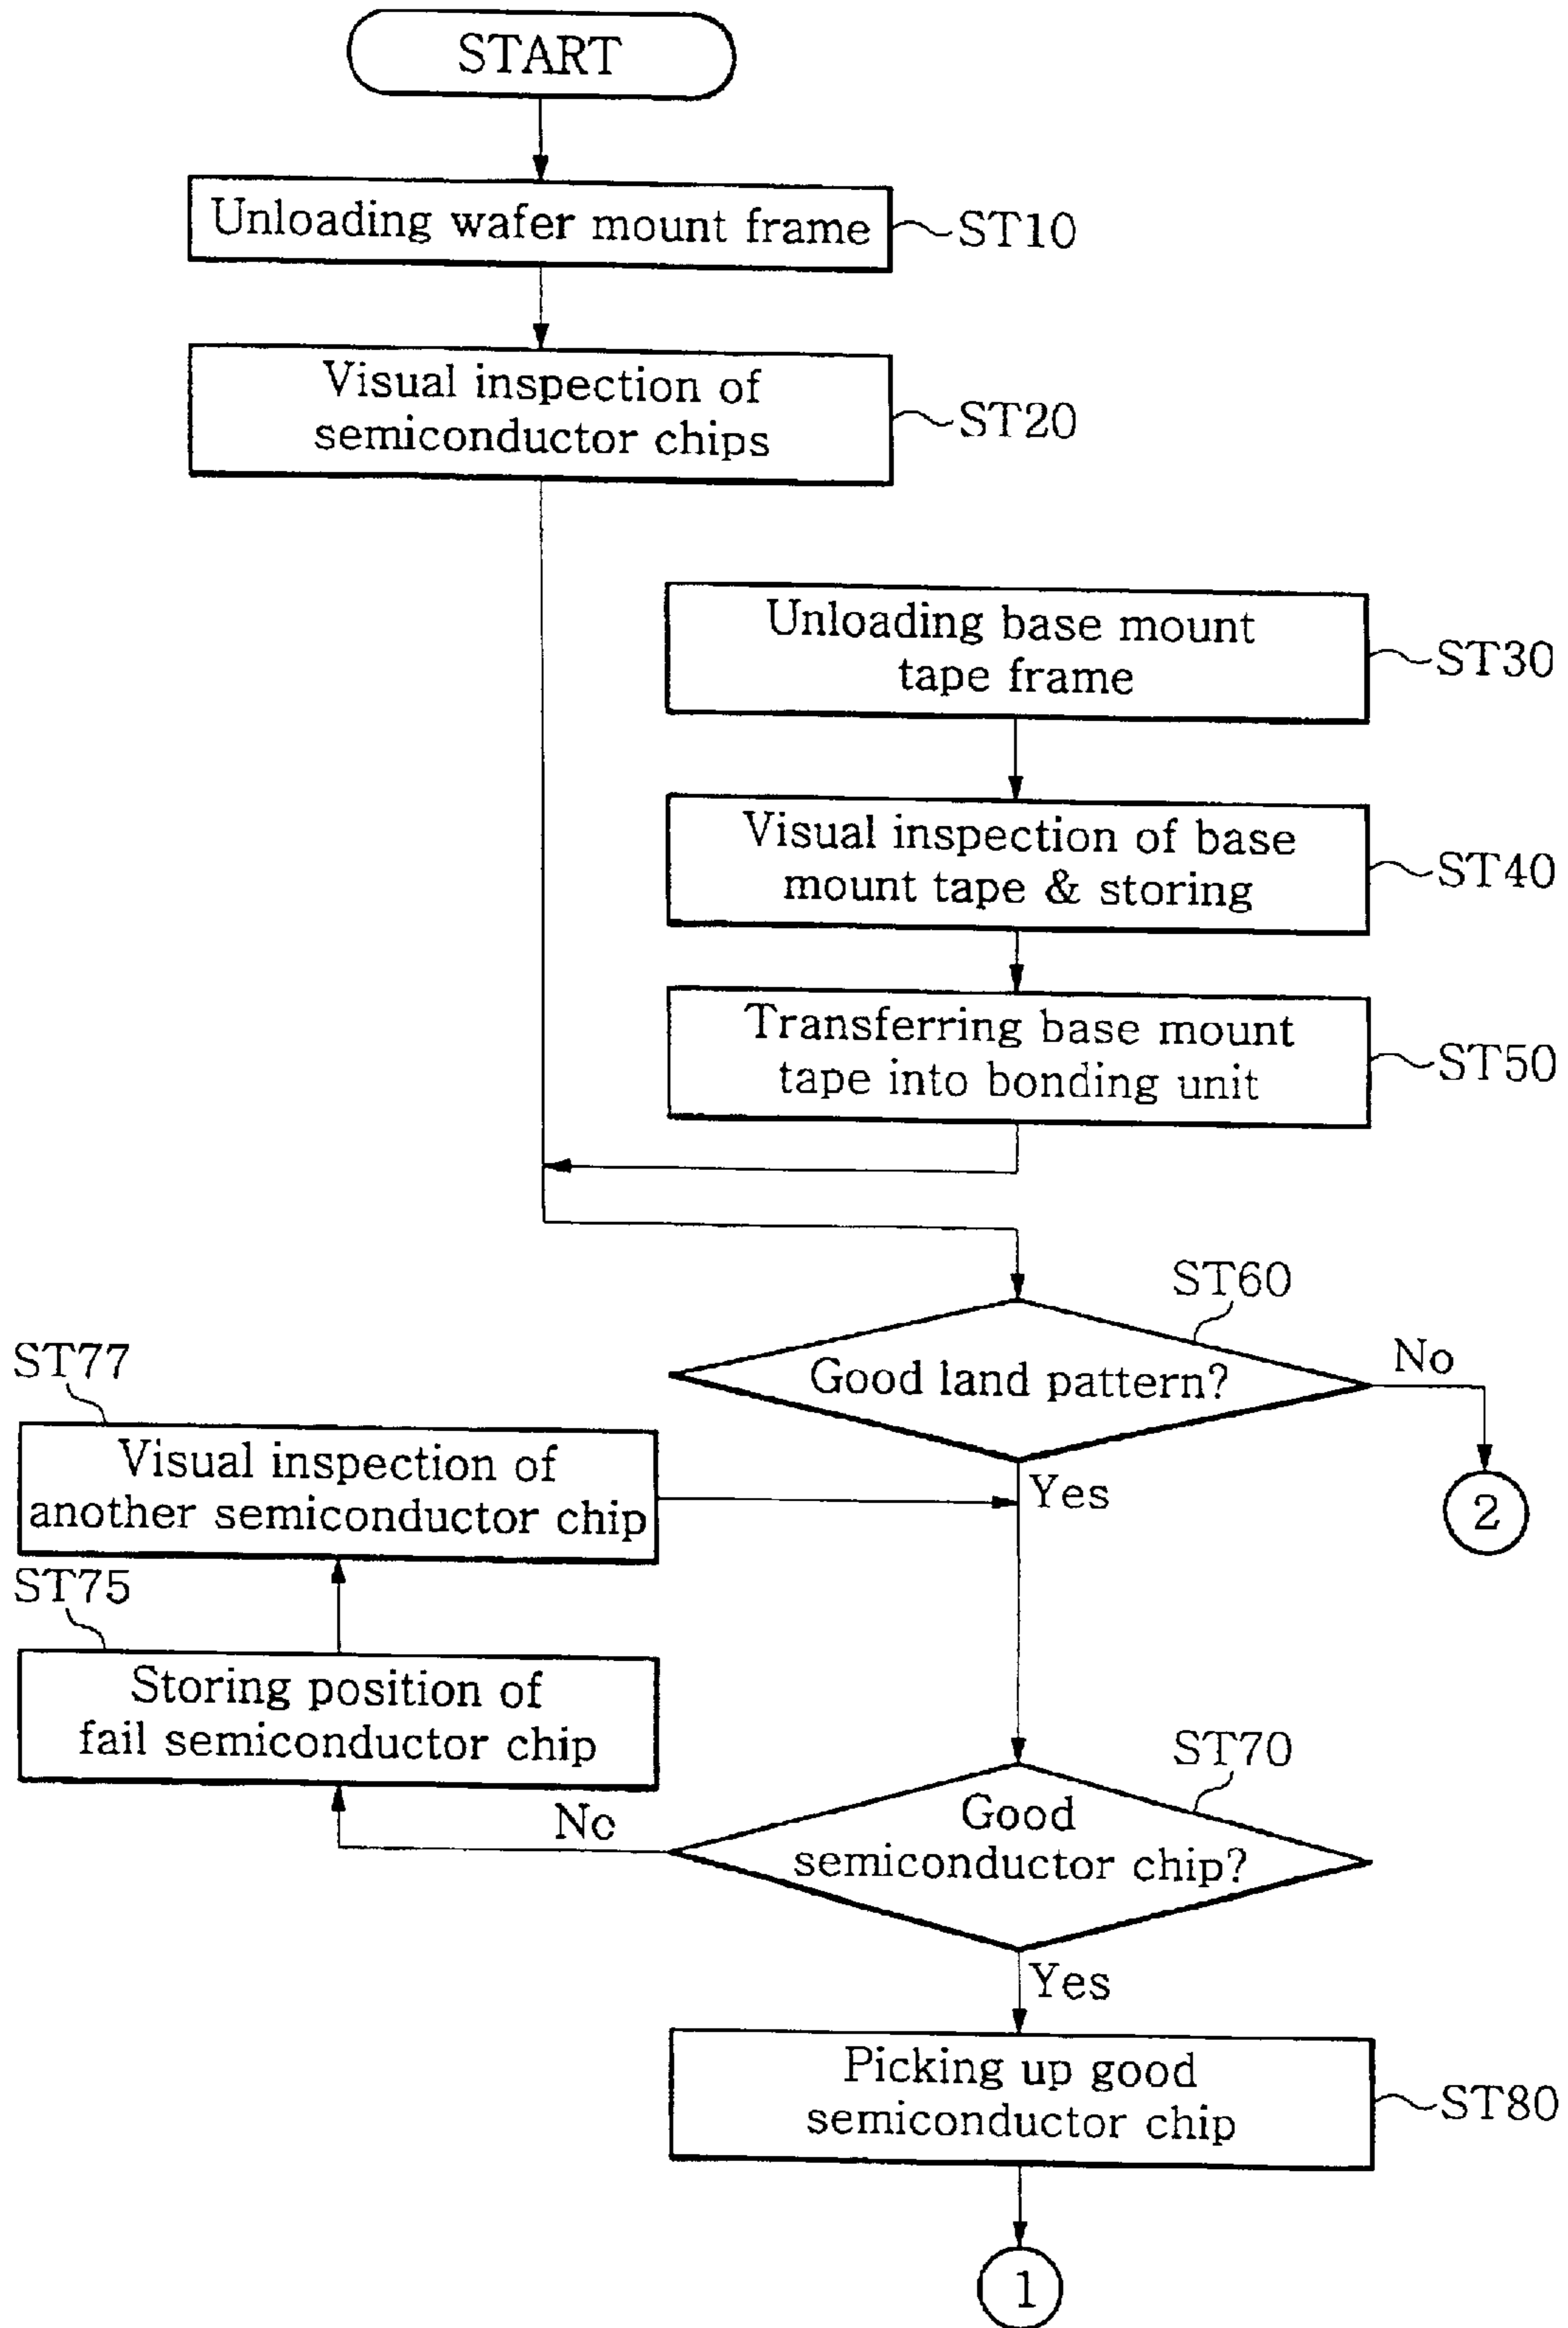 START
Unloading wafer mount frame
ST10
Visual inspection of
semiconductor chips
ST20
Unloading base mount
tape frame
ST30
Visual inspection of base
mount tape & storing
ST40
Transferring base mount
tape into bonding unit
ST50
ST60
Good land pattern?
No
2
Yes
ST77
Visual inspection of
another semiconductor chip
ST75
Storing position of
fail semiconductor chip
No
ST70
Good
semiconductor chip?
Yes
Picking up good
semiconductor chip
ST80
1